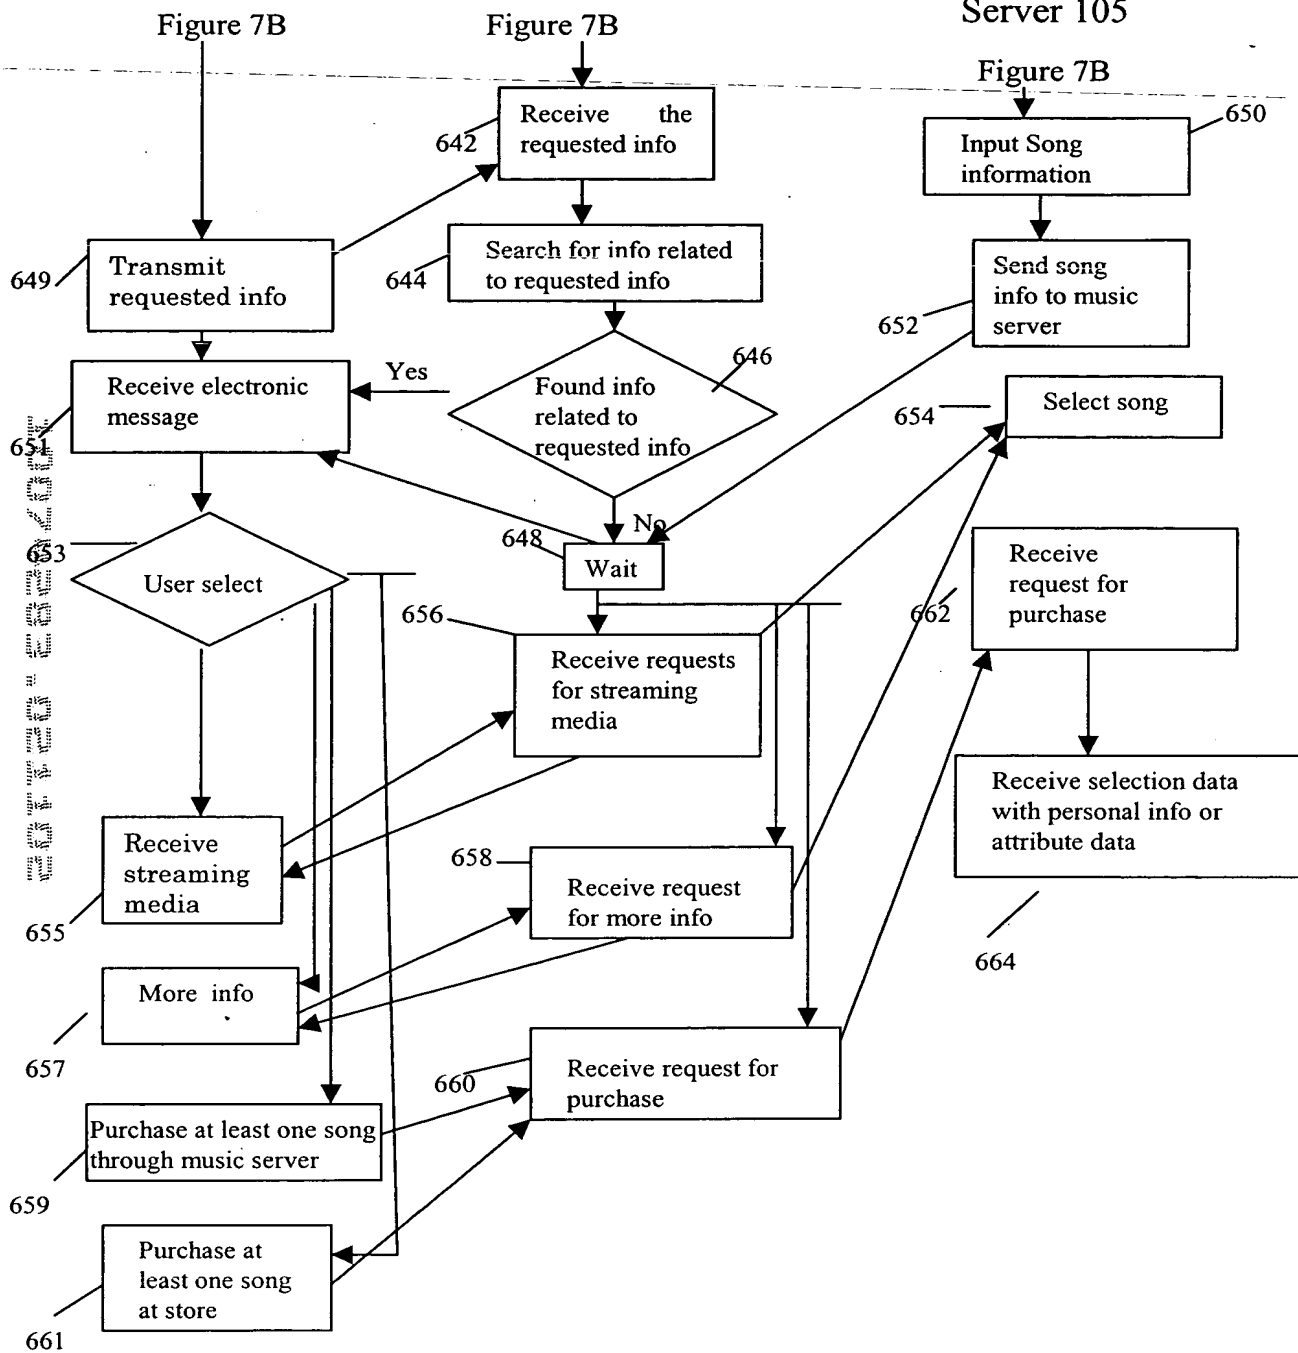 Server 105
Figure 7B
Figure 7B
Figure 7B
Receive the
requested info
642
650
Input Song
information
649
Transmit
requested info
644
Search for info related
to requested info
652
Send song
info to music
server
Receive electronic
message
651
Yes
646
Found info
related to
requested info
654
Select song
653
User select
No
648
Wait
662
Receive
request for
purchase
656
Receive requests
for streaming
media
Receive selection data
with personal info or
attribute data
664
Receive
streaming
media
655
658
Receive request
for more info
More info
657
660
Receive request for
purchase
Purchase at least one song
through music server
659
Purchase at
least one song
at store
661